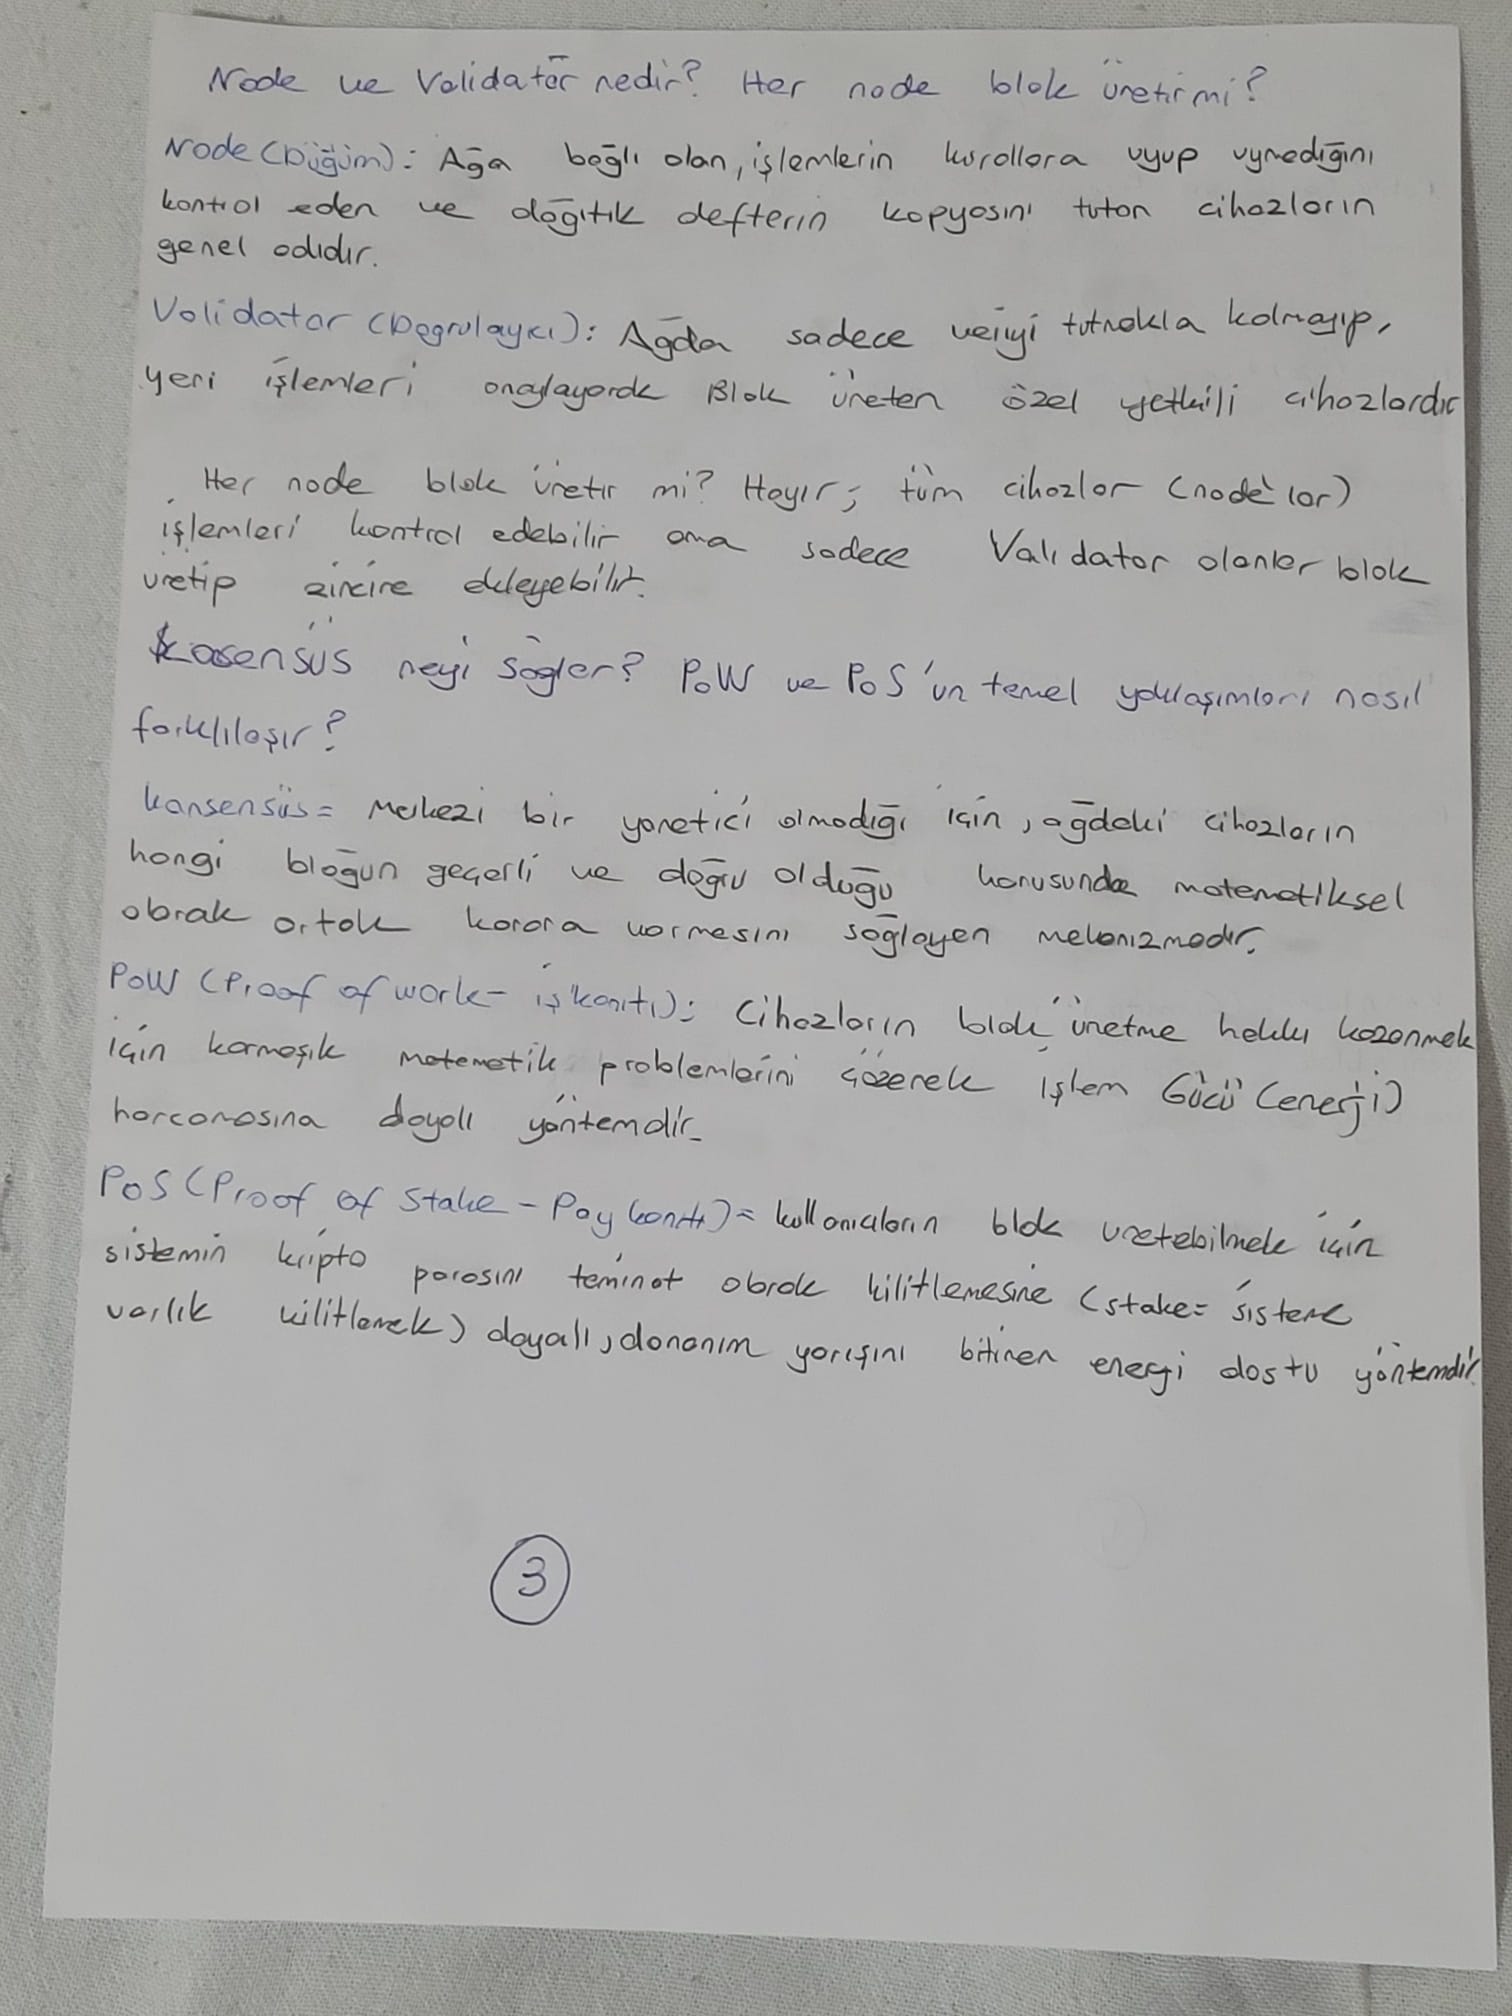 Node ve Validatör nedir? Her node blok üretir mi?
Node (Düğüm): Ağa bağlı olan, işlemlerin kurallara uyup uymadığını
kontrol eden ve dağıtık defterin kopyasını tutan cihazların
genel adıdır.
Validator (Doğrulayıcı): Ağda sadece veriyi tutmakla kalmayıp,
yeni işlemleri onaylayarak Blok üreten özel yetkili cihazlardır
Her node blok üretir mi? Hayır; tüm cihazlar (node'lar)
işlemleri kontrol edebilir ama sadece Validator olanlar blok
üretip zincire ekleyebilir.
Kosensüs neyi sağlar? PoW ve PoS'un temel yaklaşımları nasıl
farklılaşır?
Konsensüs = Merkezi bir yönetici olmadığı için, ağdaki cihazların
hangi bloğun geçerli ve doğru olduğu konusunda matematiksel
olarak ortak karara varmasını sağlayan mekanizmadır.
PoW (Proof of work - iş kanıtı): Cihazların blok üretme hakkı kazanmak
için karmaşık matematik problemlerini çözerek işlem Gücü (enerji)
harcamasına dayalı yöntemdir.
PoS (Proof of Stake - Pay kanıtı) = kullanıcıların blok üretebilmek için
sistemin kripto parasını teminat olarak kilitlemesine (stake = sisteme
varlık kilitlemek) dayalı, donanım yarışını bitiren enerji dostu yöntemdir.
3